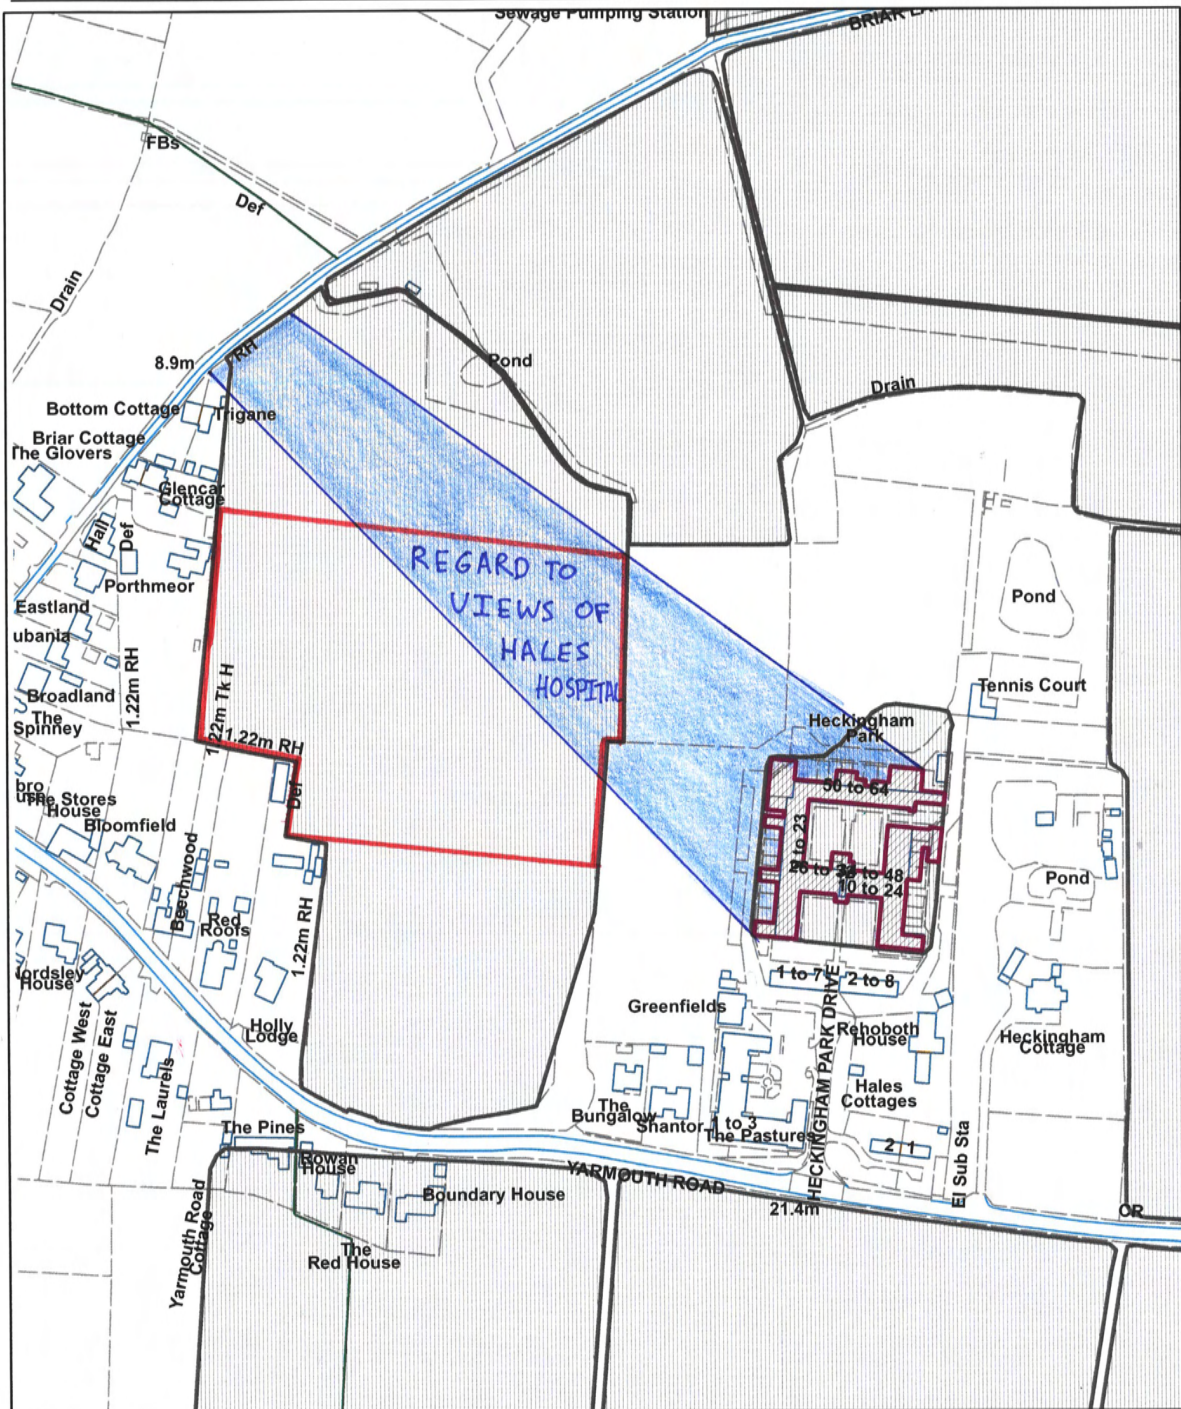 Sewage Pumping Station
FBs
Def
Drain
8.9m
RH
Pond
Drain
Bottom Cottage
Trigane
Briar Cottage
The Glovers
Glencar
Cottage
Hall
Def
Porthmeor
REGARD TO
VIEWS OF
HALES
HOSPITAL
Pond
Eastland
ubania
Broadland
The
Spinney
1.22m RH
1.22m Tk H
1.22m RH
Tennis Court
Heckingham
Park
50 to 64
Def
The Stores
House
Bloomfield
Beechwood
Red
Roofs
1.22m RH
10 to 24
Pond
1 to 7
2 to 8
House
Cottage West
Cottage East
Holly
Lodge
The Laurels
Greenfields
HECKINGHAM PARK DRIVE
Rehoboth
House
Heckingham
Cottage
Hales
Cottages
The
Bungalow
Shantor
1 to 3
The Pastures
2 1
El Sub Sta
The Pines
Rowan
House
YARMOUTH ROAD
Boundary House
21.4m
CR
Yarmouth Road
Cottage
The
Red House